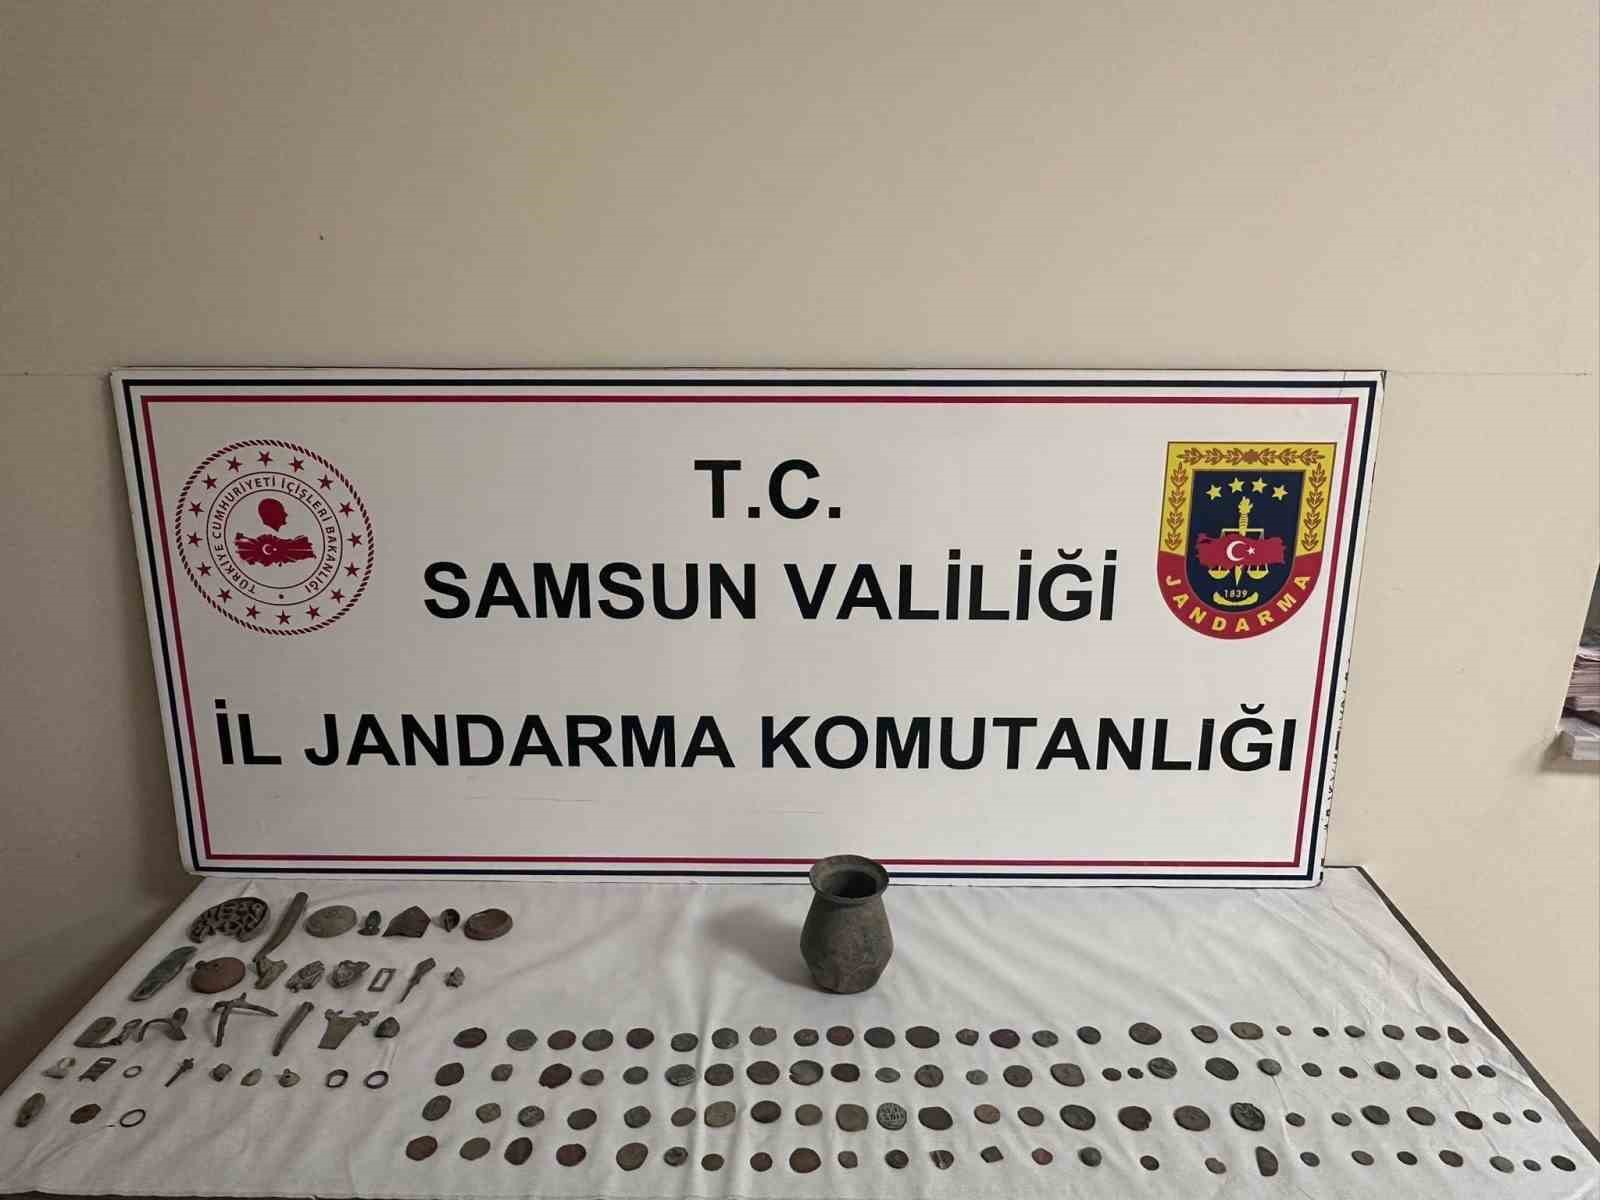 T.C.
SAMSUN VALİLİĞİ
İL JANDARMA KOMUTANLIĞI
TÜRKİYE CUMHURİYETİ İÇİŞLERİ BAKANLIĞI
1839
JANDARMA